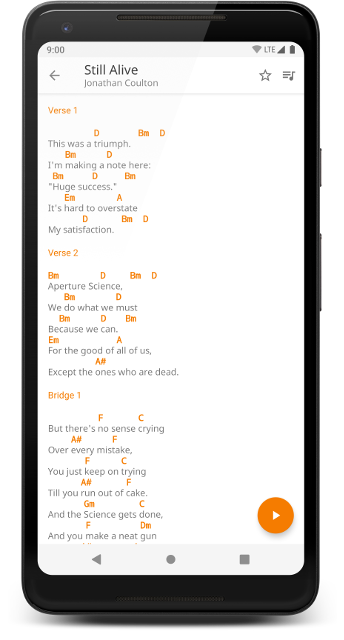 9:00 LTE
Still Alive
Jonathan Coulton
Verse 1
D Bm D
This was a triumph.
Bm D
I'm making a note here:
Bm D Bm
"Huge success."
Em A
It's hard to overstate
D Bm D
My satisfaction.
Verse 2
Bm D Bm D
Aperture Science,
Bm D
We do what we must
Bm D Bm
Because we can.
Em A
For the good of all of us,
A#
Except the ones who are dead.
Bridge 1
F C
But there's no sense crying
A# F
Over every mistake,
F C
You just keep on trying
A# F
Till you run out of cake.
Gm C
And the Science gets done,
F Dm
And you make a neat gun